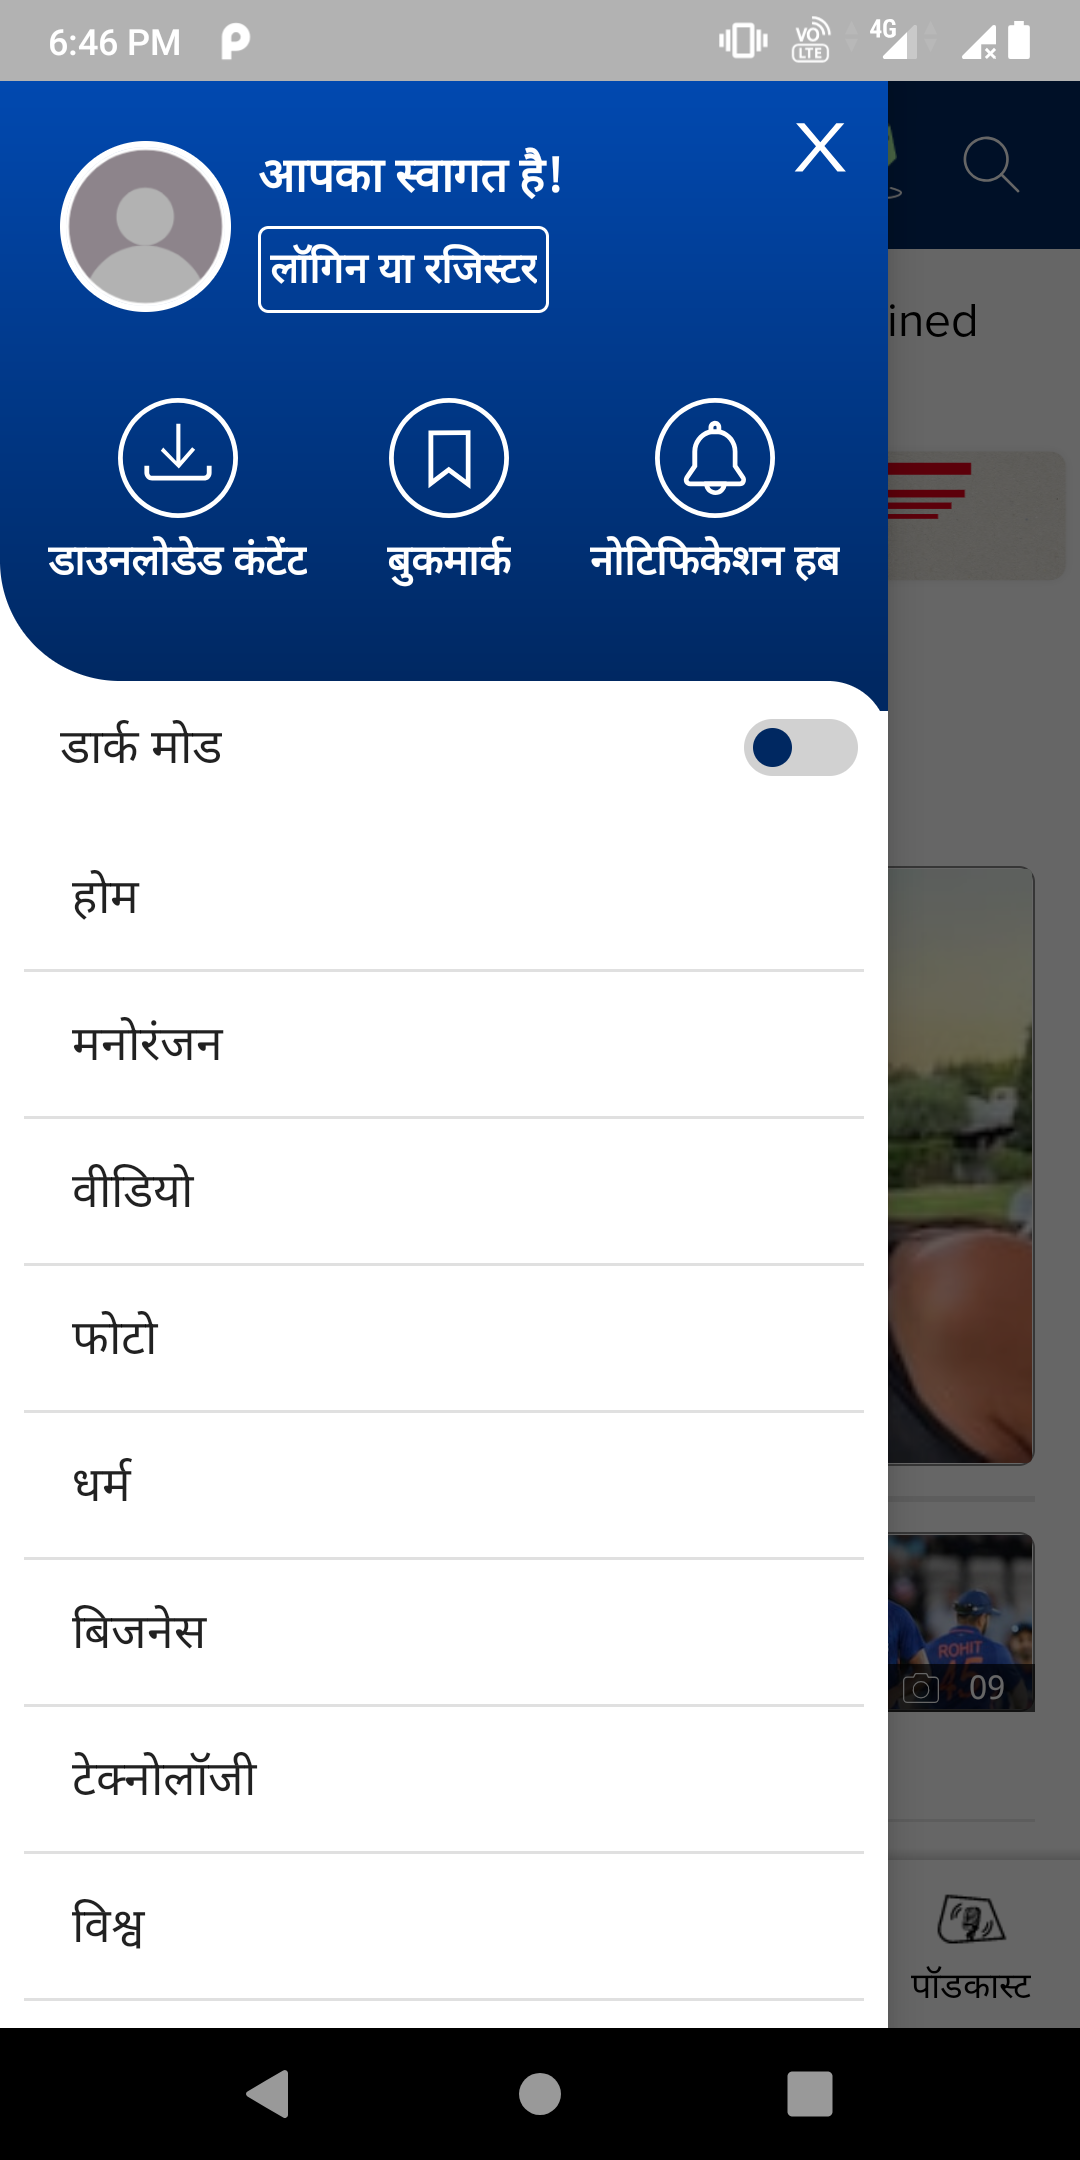 6:46 PM
VO LTE
4G
आपका स्वागत है!
लॉगिन या रजिस्टर
ined
डाउनलोडेड कंटेंट
बुकमार्क
नोटिफिकेशन हब
डार्क मोड
होम
मनोरंजन
वीडियो
फोटो
धर्म
बिजनेस
ROHIT
45
09
टेक्नोलॉजी
विश्व
पॉडकास्ट